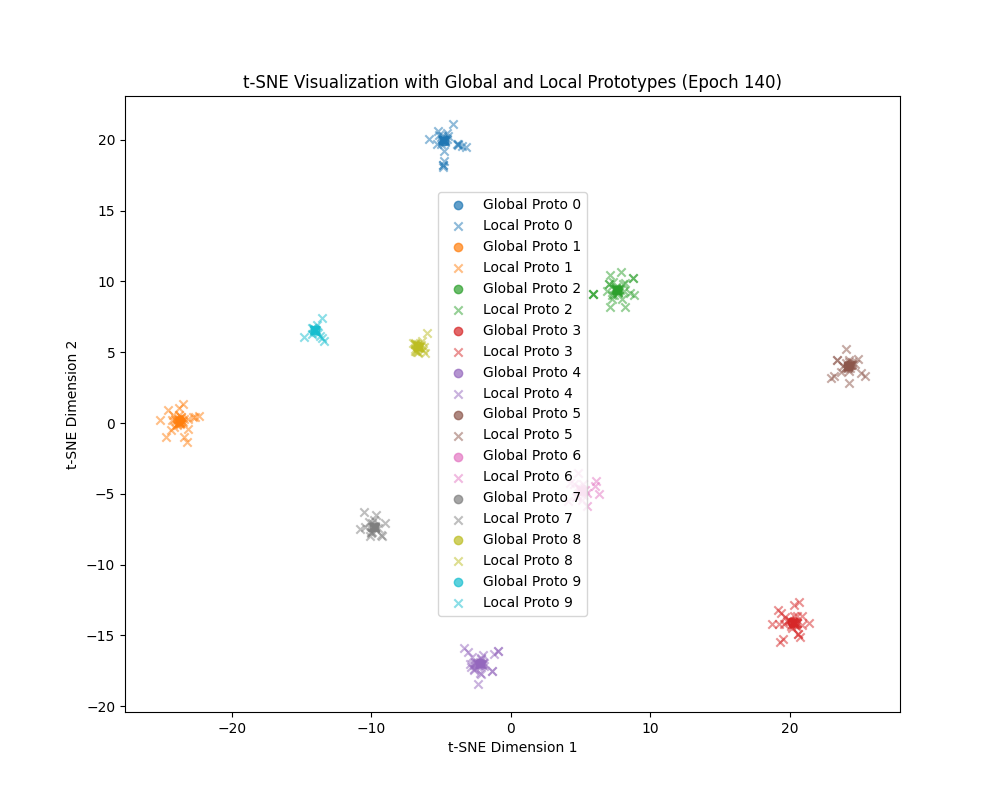 t-SNE Visualization with Global and Local Prototypes (Epoch 140)
20
15
10
5
0
−5
−10
−15
−20
t-SNE Dimension 2
Global Proto 0
Local Proto 0
Global Proto 1
Local Proto 1
Global Proto 2
Local Proto 2
Global Proto 3
Local Proto 3
Global Proto 4
Local Proto 4
Global Proto 5
Local Proto 5
Global Proto 6
Local Proto 6
Global Proto 7
Local Proto 7
Global Proto 8
Local Proto 8
Global Proto 9
Local Proto 9
−20 −10 0 10 20
t-SNE Dimension 1